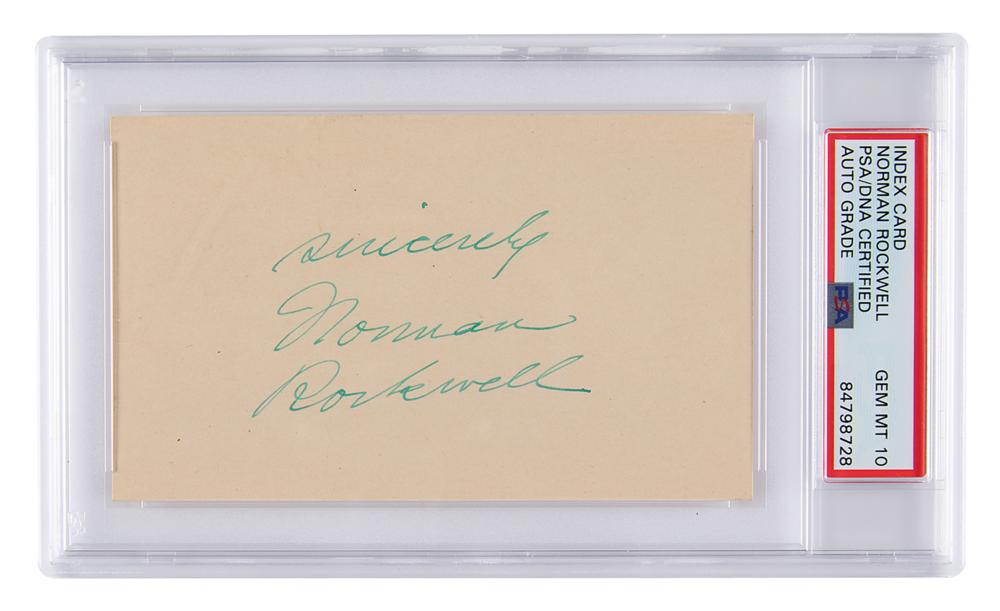 sincerely
Norman
Rockwell
INDEX CARD
NORMAN ROCKWELL
PSA/DNA CERTIFIED
AUTO GRADE
PSA
GEM MT 10
84798728